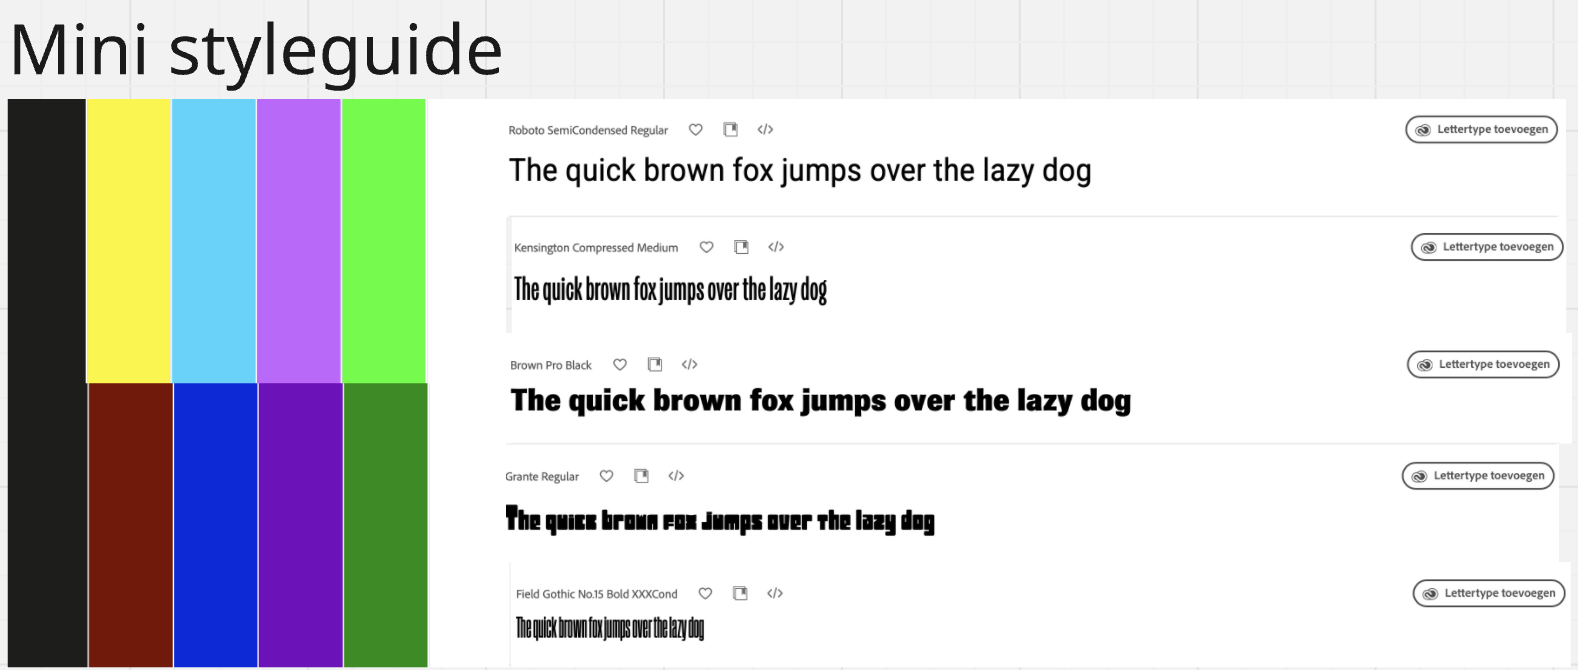 Mini styleguide
Roboto SemiCondensed Regular </> Lettertype toevoegen
The quick brown fox jumps over the lazy dog
Kensington Compressed Medium </> Lettertype toevoegen
The quick brown fox jumps over the lazy dog
Brown Pro Black </> Lettertype toevoegen
The quick brown fox jumps over the lazy dog
Grante Regular </> Lettertype toevoegen
The quick brown fox jumps over the lazy dog
Field Gothic No.15 Bold XXXCond </> Lettertype toevoegen
The quick brown fox jumps over the lazy dog